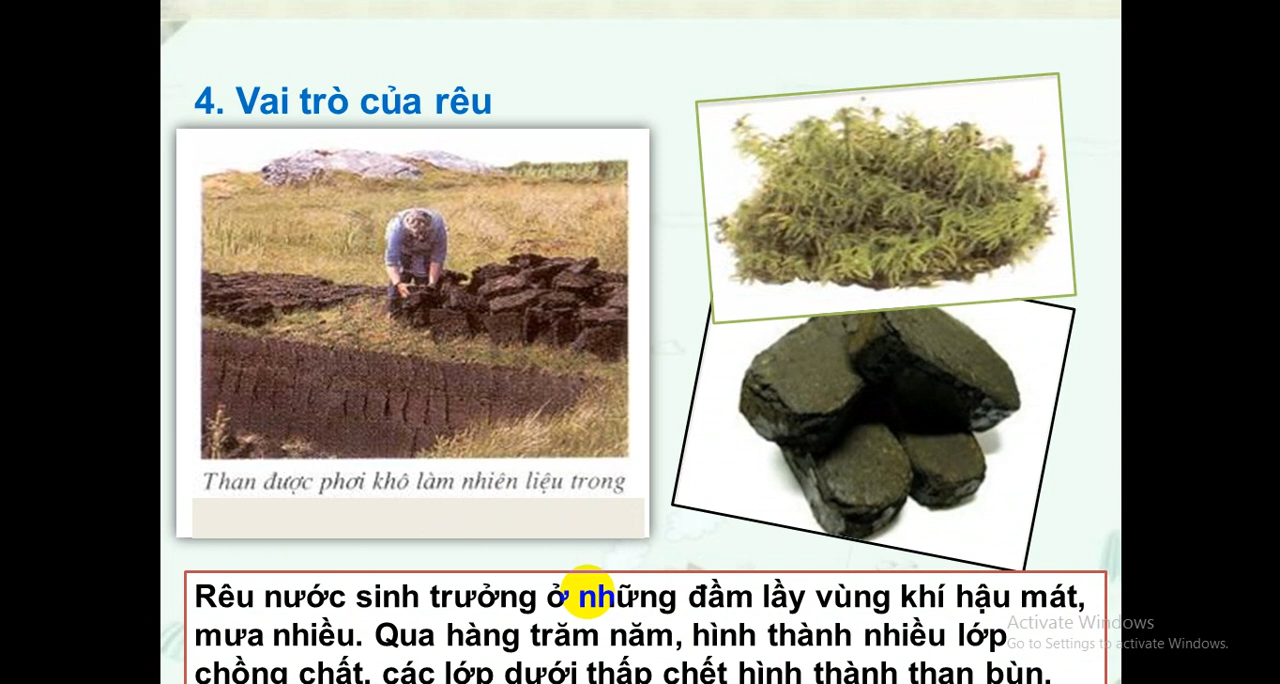 4. Vai trò của rêu
Than được phơi khô làm nhiên liệu trong
Rêu nước sinh trưởng ở những đầm lầy vùng khí hậu mát,
mưa nhiều. Qua hàng trăm năm, hình thành nhiều lớp
chồng chất, các lớp dưới thấp chết hình thành than bùn.
Activate Windows
Go to Settings to activate Windows.